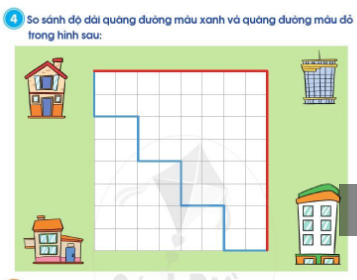 4 So sánh độ dài quãng đường màu xanh và quãng đường màu đỏ
trong hình sau: